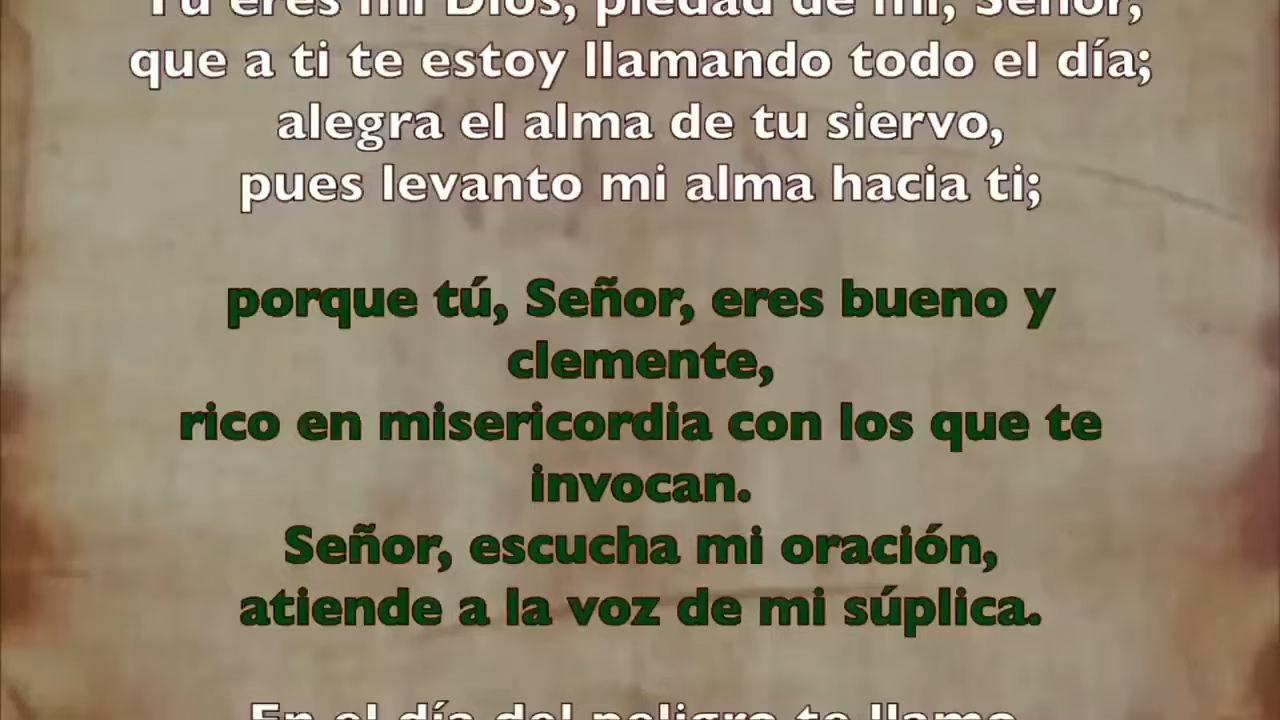 Tú eres mi Dios, piedad de mí, Señor,
que a ti te estoy llamando todo el día;
alegra el alma de tu siervo,
pues levanto mi alma hacia ti;
porque tú, Señor, eres bueno y
clemente,
rico en misericordia con los que te
invocan.
Señor, escucha mi oración,
atiende a la voz de mi súplica.
En el día del peligro te llamo,